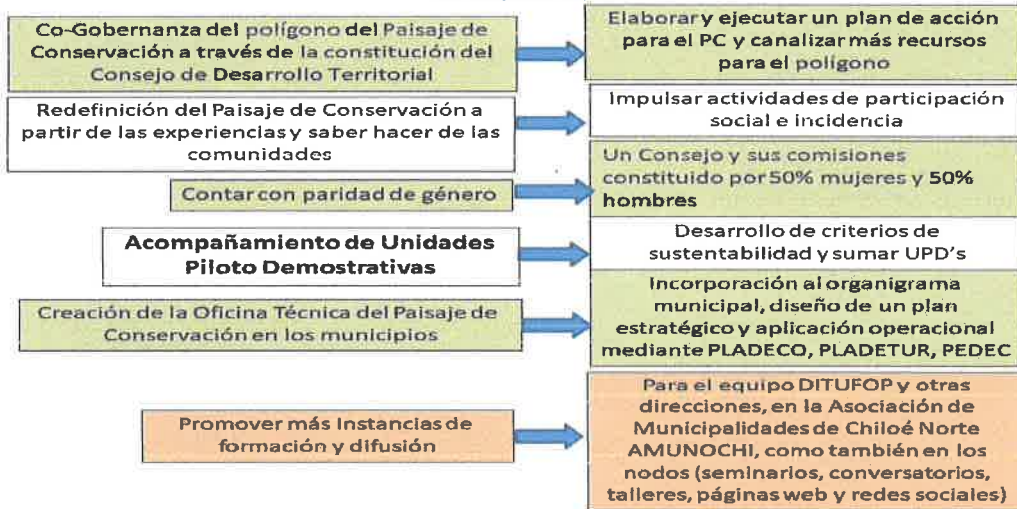 Co-Gobernanza del polígono del Paisaje de
Conservación a través de la constitución del
Consejo de Desarrollo Territorial
Elaborar y ejecutar un plan de acción
para el PC y canalizar más recursos
para el polígono
Redefinición del Paisaje de Conservación a
partir de las experiencias y saber hacer de las
comunidades
Impulsar actividades de participación
social e incidencia
Contar con paridad de género
Un Consejo y sus comisiones
constituido por 50% mujeres y 50%
hombres
Acompañamiento de Unidades
Piloto Demostrativas
Desarrollo de criterios de
sustentabilidad y sumar UPD's
Creación de la Oficina Técnica del Paisaje de
Conservación en los municipios
Incorporación al organigrama
municipal, diseño de un plan
estratégico y aplicación operacional
mediante PLADECO, PLADETUR, PEDEC
Promover más Instancias de
formación y difusión
Para el equipo DITUFOP y otras
direcciones, en la Asociación de
Municipalidades de Chiloé Norte
AMUNOCHI, como también en los
nodos (seminarios, conversatorios,
talleres, páginas web y redes sociales)